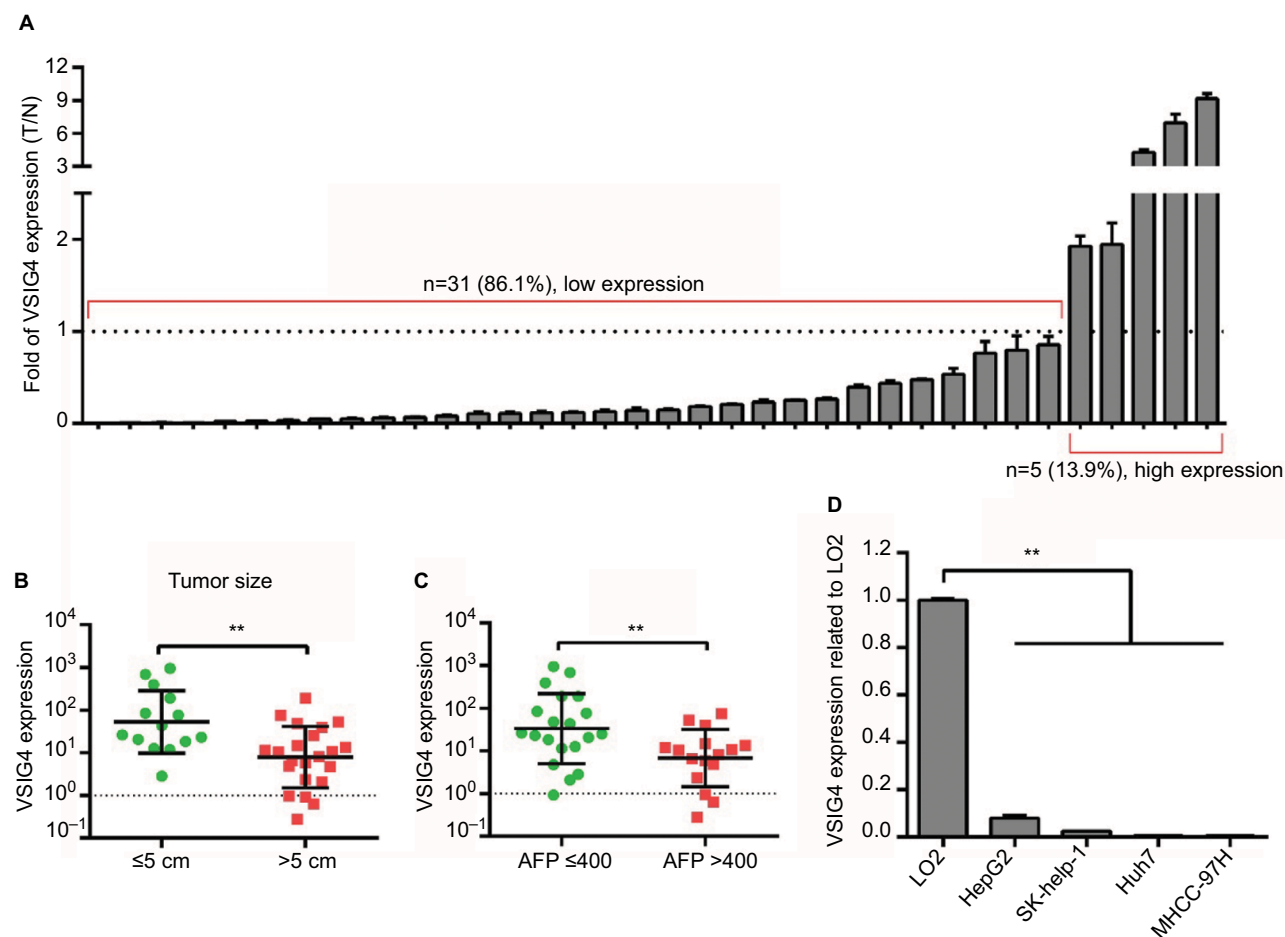 A
Fold of VSIG4 expression (T/N)
12
9
6
3
2
1
0
n=31 (86.1%), low expression
n=5 (13.9%), high expression
B
Tumor size
VSIG4 expression
10⁴
10³
10²
10¹
10⁰
10⁻¹
**
≤5 cm
>5 cm
C
VSIG4 expression
10⁴
10³
10²
10¹
10⁰
10⁻¹
**
AFP ≤400
AFP >400
D
VSIG4 expression related to LO2
1.2
1.0
0.8
0.6
0.4
0.2
0.0
**
LO2
HepG2
SK-help-1
Huh7
MHCC-97H